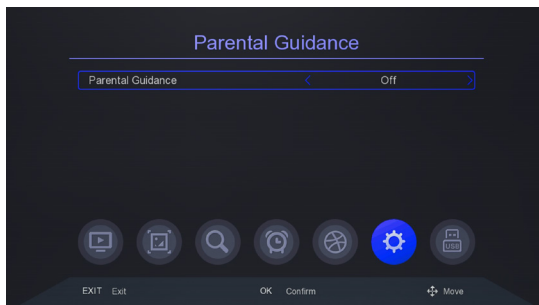 Parental Guidance
Parental Guidance Off
USB
EXIT Exit OK Confirm Move